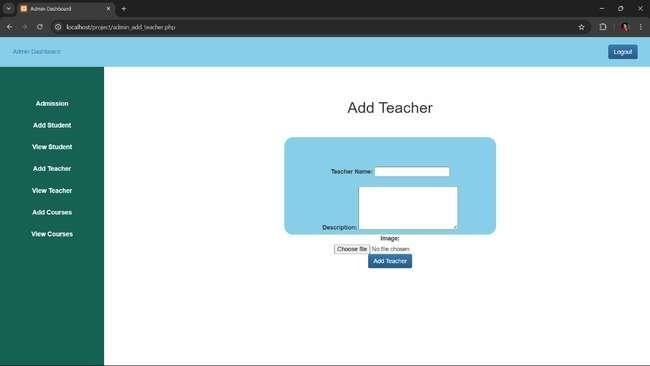 Admin Dashboard
localhost/project/admin_add_teacher.php
Admin Dashboard
Logout
Admission
Add Student
View Student
Add Teacher
View Teacher
Add Courses
View Courses
Add Teacher
Teacher Name:
Description:
Image:
Choose file No file chosen
Add Teacher